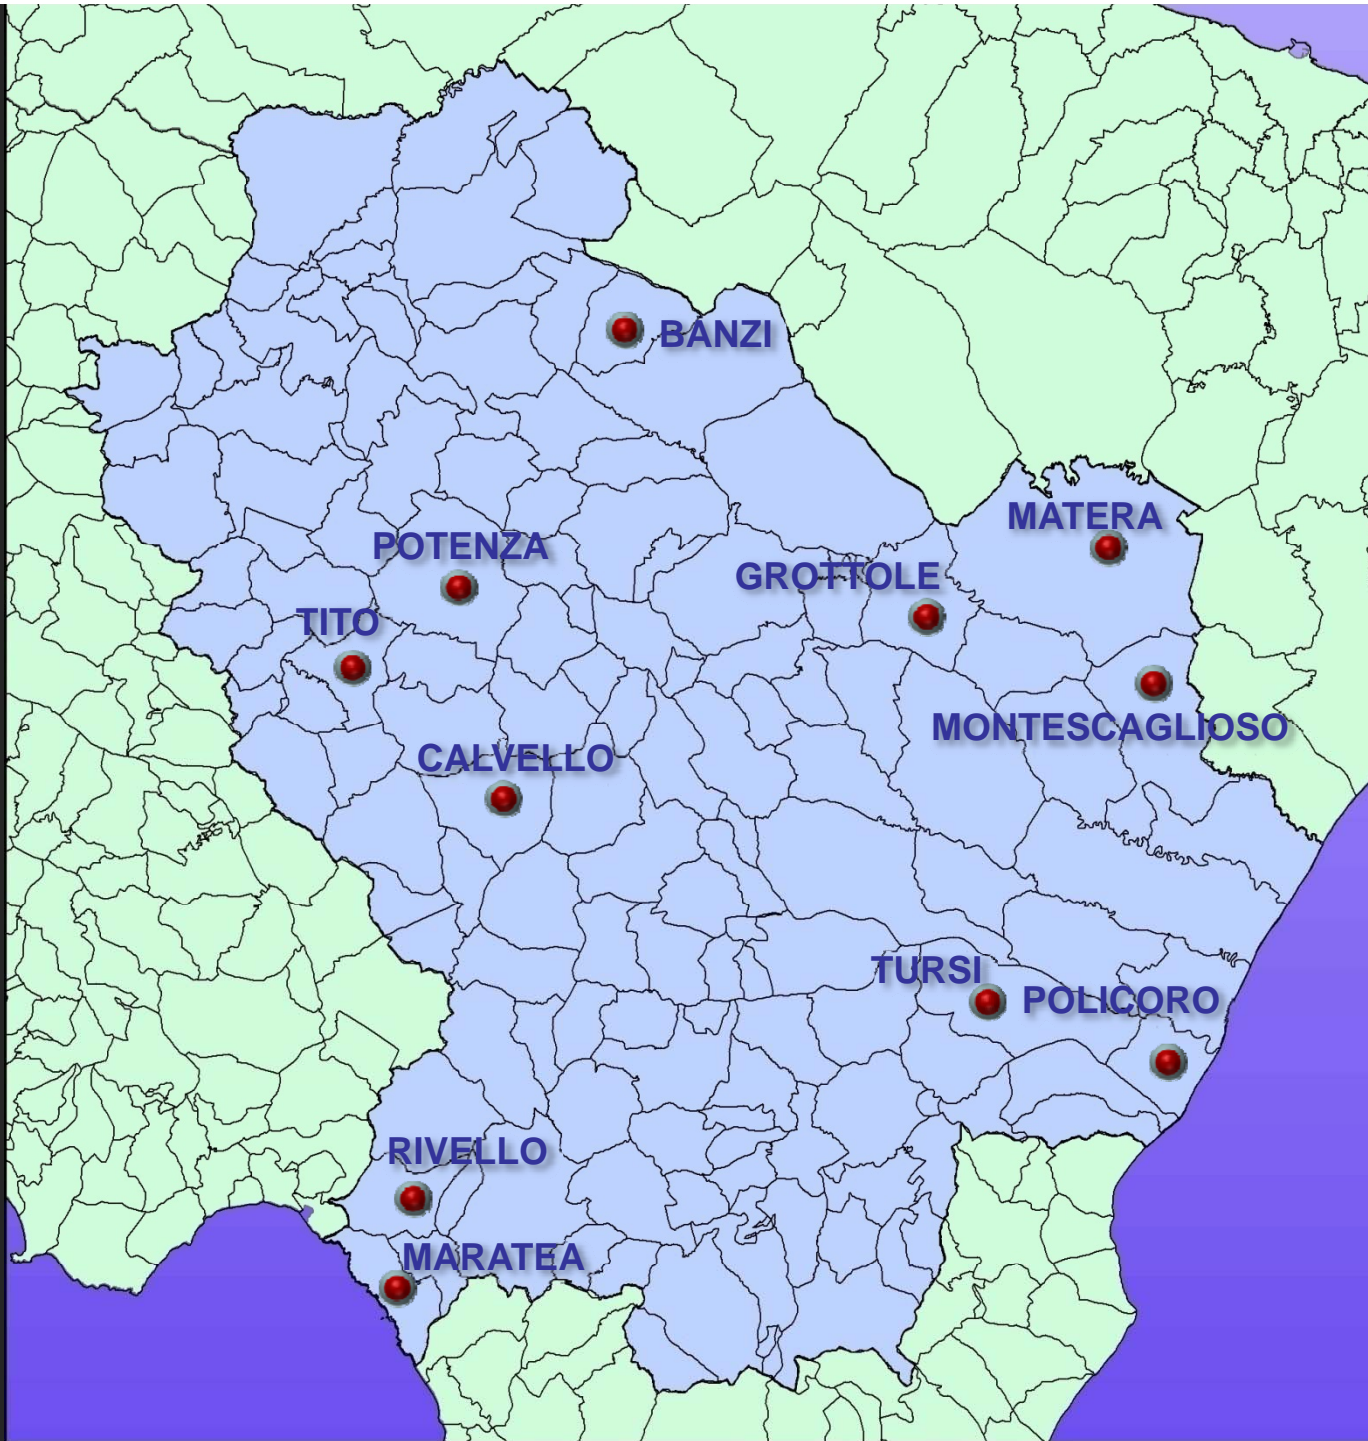 BANZI
MATERA
POTENZA
GROTTOLE
TITO
MONTESCAGLIOSO
CALVELLO
TURSI
POLICORO
RIVELLO
MARATEA